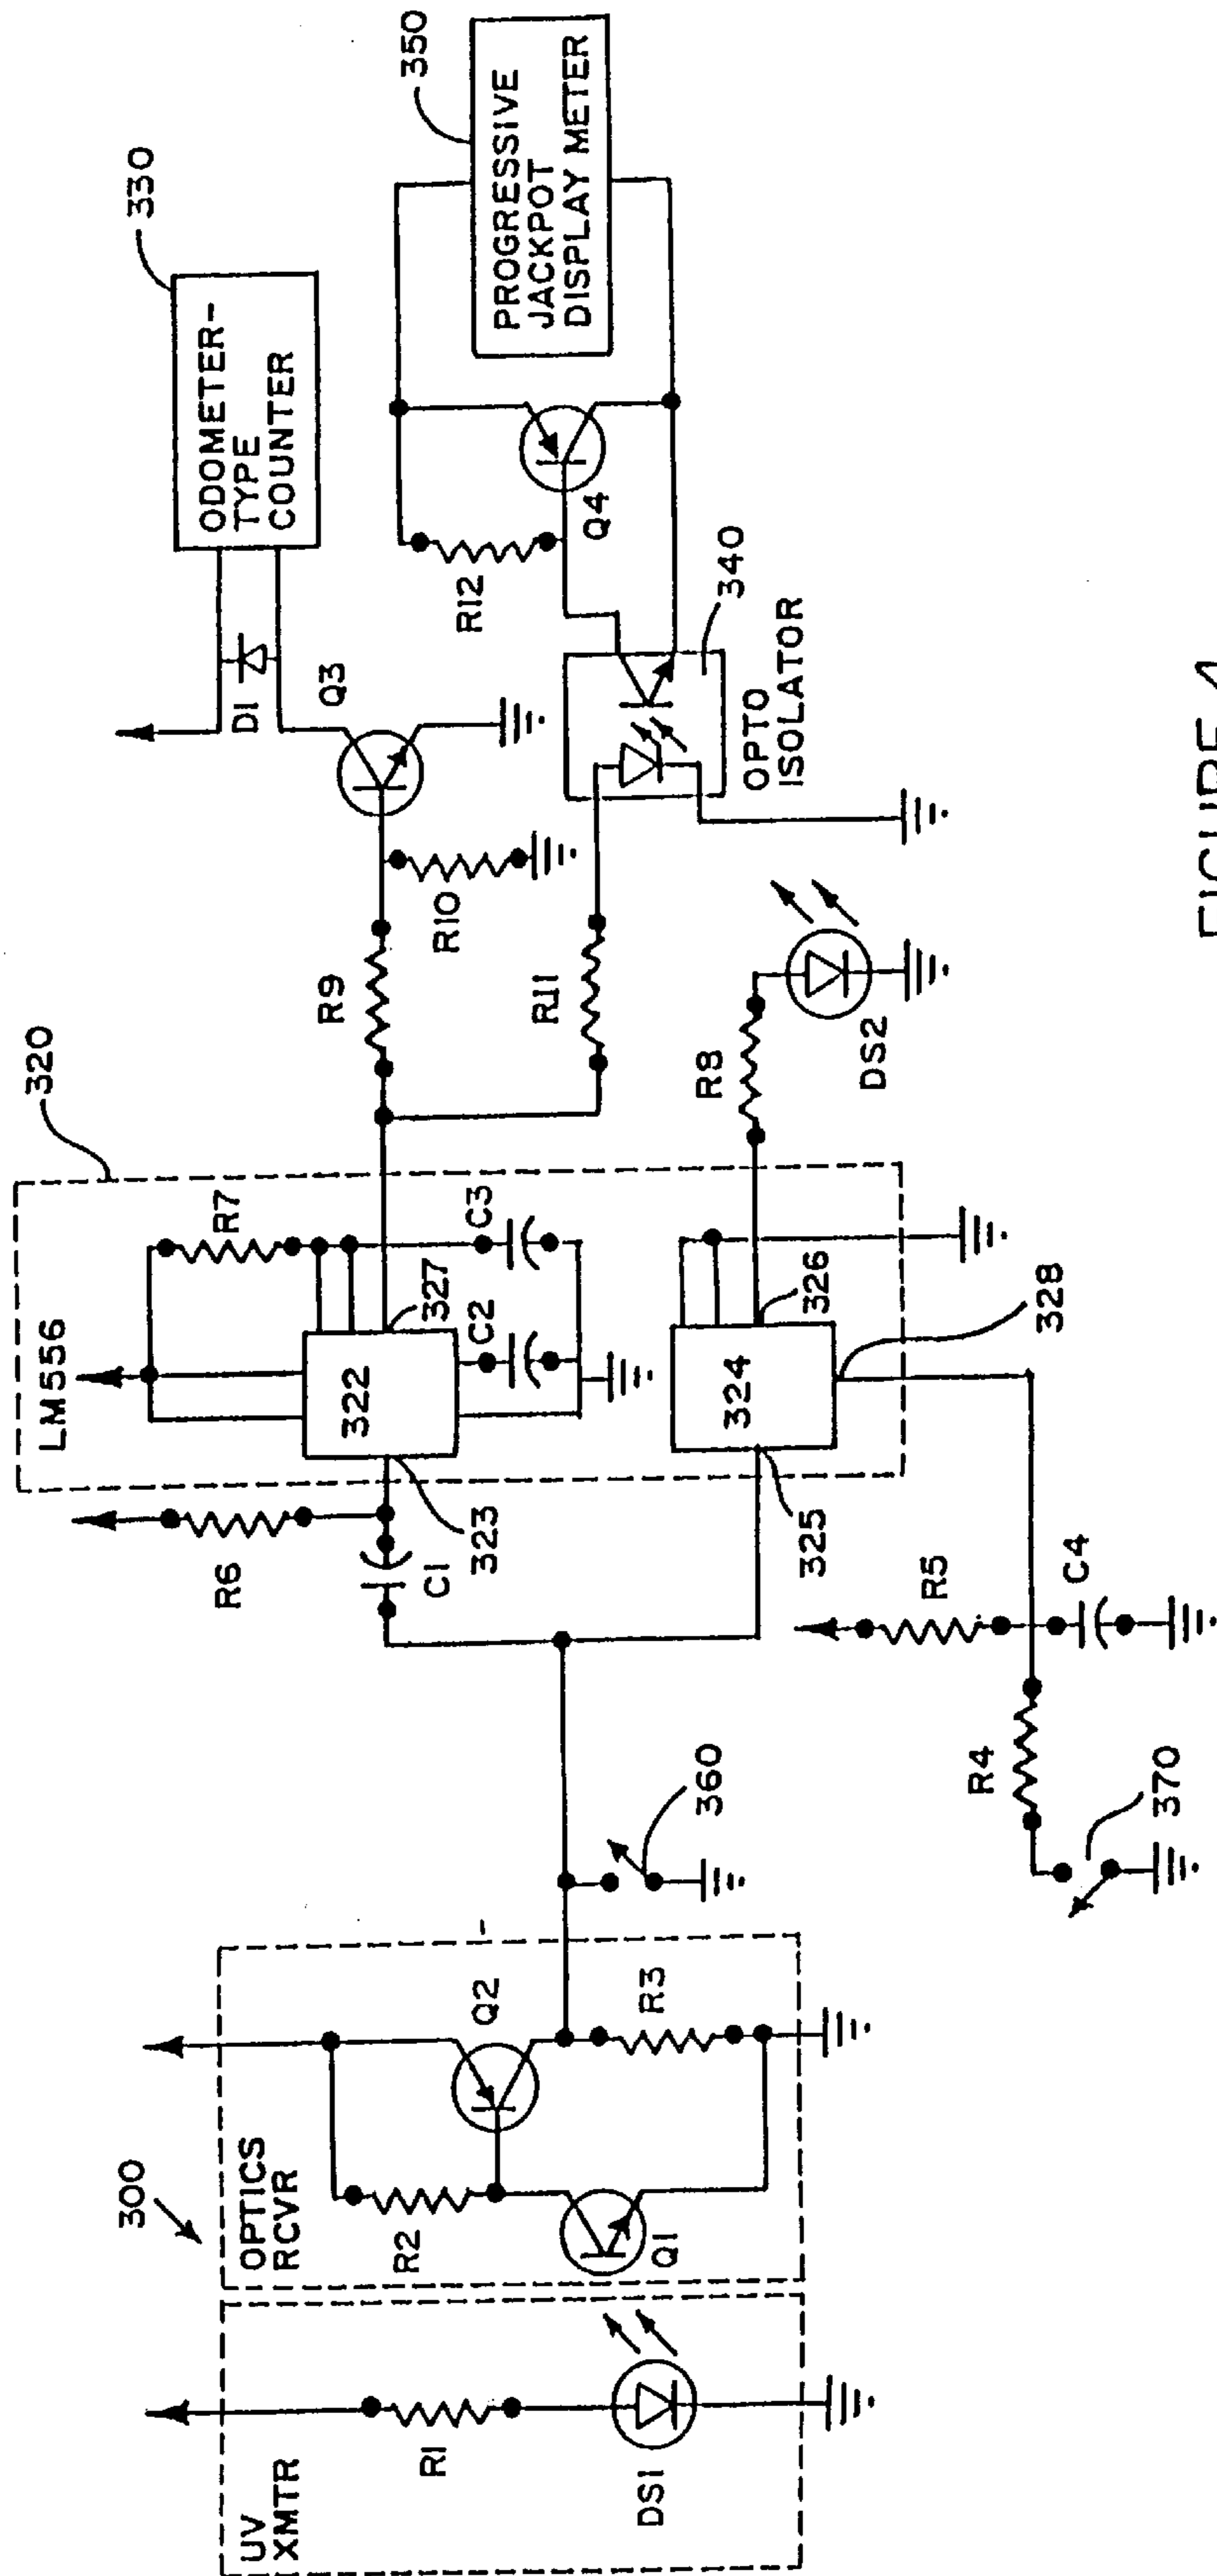 300
UV
XMTR
R1
DS1
OPTICS
RCVR
R2
Q1
Q2
R3
360
R4
370
R5
C4
R6
C1
323
325
320
LM556
322
R7
327
C2
C3
324
326
328
R8
DS2
R9
R10
R11
Q3
D1
ODOMETER-
TYPE
COUNTER
330
OPTO
ISOLATOR
340
R12
Q4
PROGRESSIVE
JACKPOT
DISPLAY METER
350
FIGURE 4